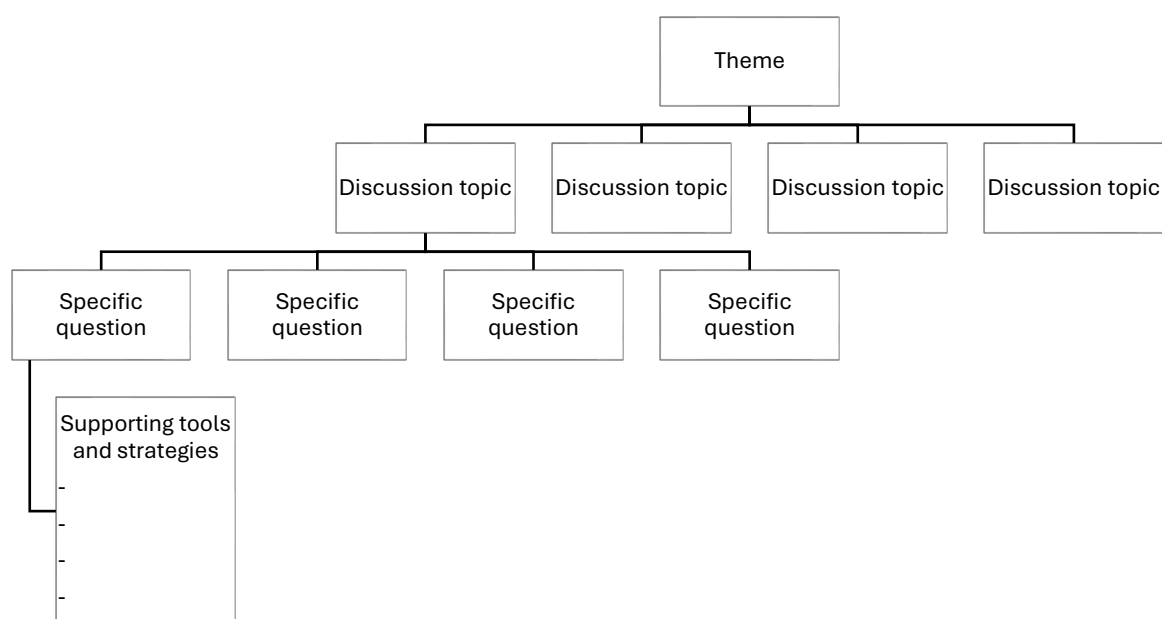 Theme
Discussion topic
Discussion topic
Discussion topic
Discussion topic
Specific
question
Specific
question
Specific
question
Specific
question
Supporting tools
and strategies
-
-
-
-